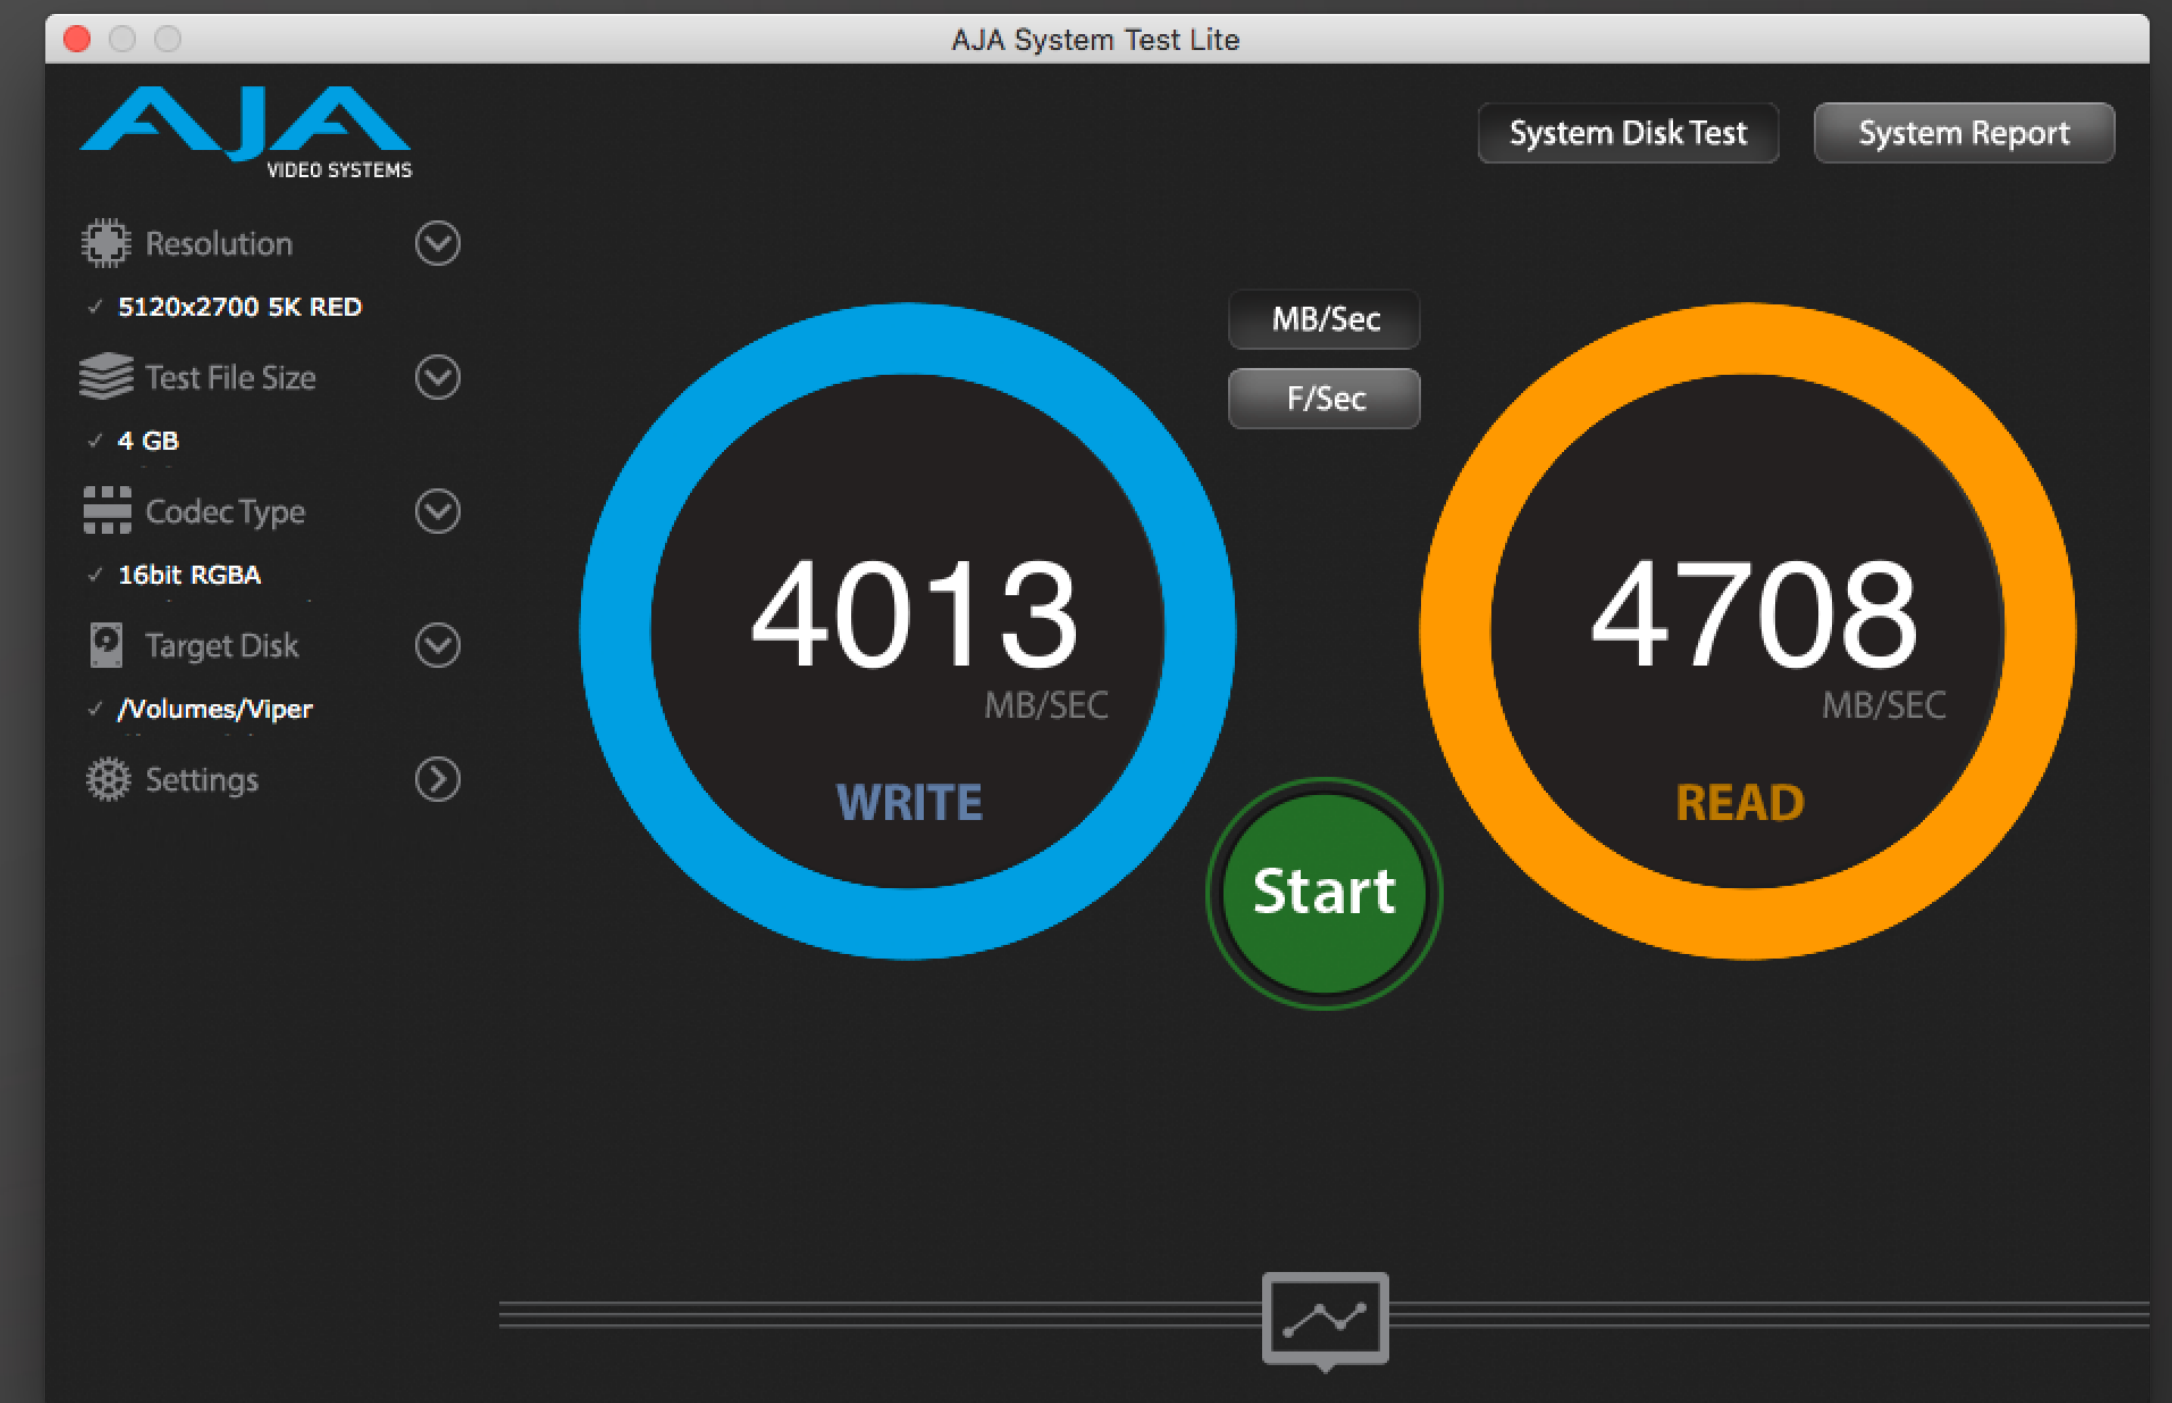 AJA System Test Lite
AJA
VIDEO SYSTEMS
System Disk Test
System Report
Resolution
5120x2700 5K RED
Test File Size
4 GB
Codec Type
16bit RGBA
Target Disk
/Volumes/Viper
Settings
MB/Sec
F/Sec
4013
MB/SEC
WRITE
4708
MB/SEC
READ
Start